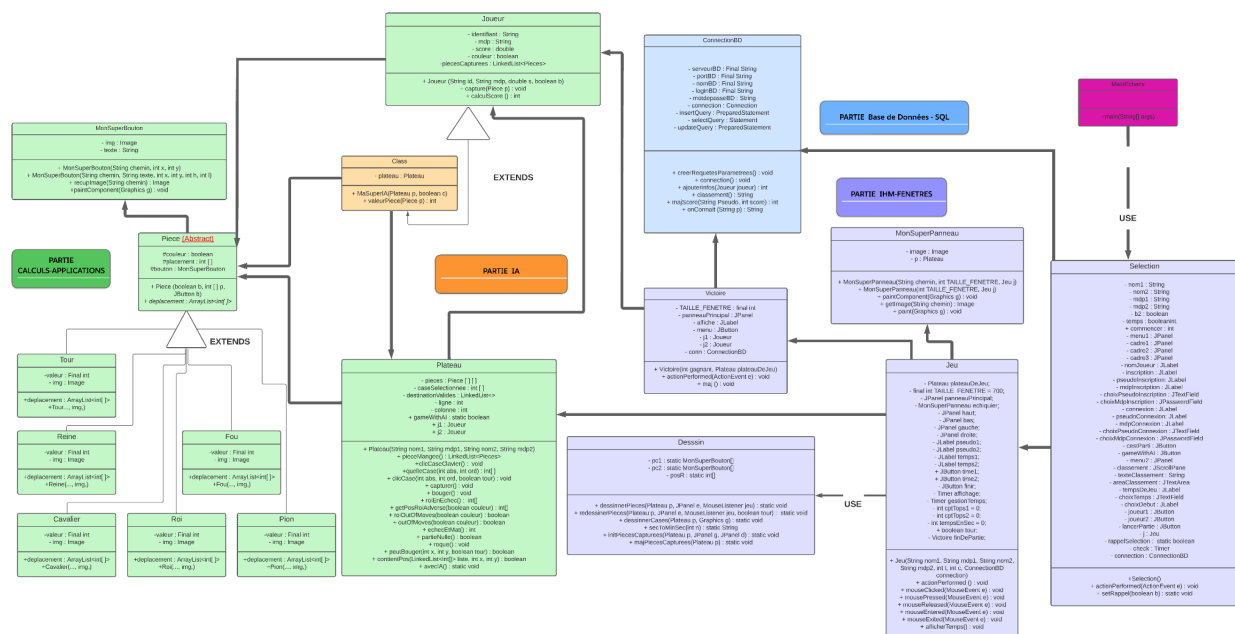 Joueur
- identifiant : String
- mdp : String
- score : double
- couleur : boolean
-piecesCapturees : LinkedList<Pieces>
+ Joueur (String id, String mdp, double s, boolean b)
- capture(Piece p) : void
+ calculScore () : int
MonSuperBouton
- img : Image
- texte : String
+ MonSuperBouton(String chemin, int x, int y)
+ MonSuperBouton(String chemin, String texte, int x, int y, int h, int l)
+ recupImage(String chemin) : Image
+paintComponent(Graphics g) : void
Class
- plateau : Plateau
+ MaSuperIA(Plateau p, boolean c)
+ valeurPiece(Piece p) : int
EXTENDS
PARTIE
CALCULS-APPLICATIONS
Piece (Abstract)
#couleur : boolean
#placement : int [ ]
#bouton : MonSuperBouton
+ Piece (boolean b, int [ ] p,
JButton b)
+ deplacement : ArrayList<int[ ]>
PARTIE IA
EXTENDS
Tour
-valeur : Final int
- img : Image
+deplacement : ArrayList<int[ ]>
+Tour(..., img,)
Reine
-valeur : Final int
- img : Image
+deplacement : ArrayList<int[ ]>
+Reine(..., img,)
Fou
-valeur : Final int
- img : Image
+deplacement : ArrayList<int[ ]>
+Fou(..., img,)
Cavalier
-valeur : Final int
- img : Image
+deplacement : ArrayList<int[ ]>
+Cavalier(..., img,)
Roi
-valeur : Final int
- img : Image
+deplacement : ArrayList<int[ ]>
+Roi(..., img,)
Pion
-valeur : Final int
- img : Image
+deplacement : ArrayList<int[ ]>
+Pion(..., img,)
Plateau
- pieces : Piece [ ] [ ]
- caseSelectionnee : int [ ]
- destinationValides : LinkedList<>
- ligne : int
- colonne : int
+ gameWithAI : static boolean
+ j1 : Joueur
+ j2 : Joueur
+ Plateau(String nom1, String mdp1, String nom2, String mdp2)
+ pieceMangee() : LinkedList<Pieces>
+clicCaseClavier() : void
+quelleCase(int abs, int ord) : int[]
+ clicCase(int abs, int ord, boolean tour) : void
+ capturer() : void
+ bouger() : void
+ roiEnEchec() : int[]
+ getPosRoiAdverse(boolean couleur) : int[]
+ roiOutOfMoves(boolean couleur) : boolean
+ outOfMoves(boolean couleur) : boolean
+ echecEtMat() : int
+ partieNulle() : boolean
+ roque() : void
+ peutBouger(int x, int y, boolean tour) : boolean
+ contientPos(LinkedList<int[]> liste, int x, int y) : boolean
+ avecIA() : static void
ConnectionBD
- serveurBD : Final String
- portBD : Final String
- nomBD : Final String
- loginBD : Final String
- motdepasseBD : String
- connection : Connection
- insertQuery : PreparedStatement
- selectQuery : Statement
- updateQuery : PreparedStatement
+ creerRequetesParametrees() : void
+ connection() : void
+ ajouterInfos(Joueur joueur) : int
+ classement() : String
+ majScore(String Pseudo, int score) : int
+ onConnait (String p) : String
PARTIE Base de Données - SQL
PARTIE IHM-FENETRES
Victoire
- TAILLE_FENETRE : final int
- panneauPrincipal : JPanel
- affiche : JLabel
- menu : JButton
- j1 : Joueur
- j2 : Joueur
- conn : ConnectionBD
+ Victoire(int gagnant, Plateau plateauDeJeu)
+ actionPerformed(ActionEvent e) : void
+ maj () : void
MonSuperPanneau
- image : Image
- p : Plateau
+ MonSuperPanneau(String chemin, int TAILLE_FENETRE, Jeu j)
+ MonSuperPanneau(int TAILLE_FENETRE, Jeu j)
+ paintComponent(Graphics g) : void
+ getImage(String chemin) : Image
+ paint(Graphics g) : void
Desssin
- pc1 : static MonSuperBouton[]
- pc2 : static MonSuperBouton[]
- posR : static int[]
+ dessinerPieces(Plateau p, JPanel e, MouseListener jeu) : static void
+ redessinerPieces(Plateau p, JPanel e, MouseListener jeu, boolean tour) : static void
+ dessinnerCases(Plateau p, Graphics g) : static void
+ secToMinSec(int n) : static String
+ initPiecesCapturees(Plateau p, JPanel g, JPanel d) : static void
+ majPiecesCapturees(Plateau p) : static void
USE
Jeu
- Plateau plateauDeJeu;
- final int TAILLE_FENETRE = 700;
- JPanel panneauPrincipal;
- MonSuperPanneau echiquier;
- JPanel haut;
- JPanel bas;
- JPanel gauche;
- JPanel droite;
- JLabel pseudo1;
- JLabel pseudo2;
- JLabel temps1;
- JLabel temps2;
+ JButton time1;
+ JButton time2;
- JButton finir;
- Timer affichage;
- Timer gestionTemps;
- int cptTops1 = 0;
- int cptTops2 = 0;
- int tempsEnSec = 0;
+ boolean tour;
- Victoire finDePartie;
+ Jeu(String nom1, String mdp1, String nom2,
String mdp2, int t, int c, ConnectionBD
connection)
+ actionPerformed () : void
+ mouseClicked(MouseEvent e) : void
+ mousePressed(MouseEvent e) : void
+ mouseReleased(MouseEvent e) : void
+ mouseEntered(MouseEvent e) : void
+ mouseExited(MouseEvent e) : void
+ afficherTemps() : void
MainEchecs
- main(String[] args)
USE
Selection
- nom1 : String
- nom2 : String
- mdp1 : String
- mdp2 : String
- b2 : boolean
- temps : booleanint
+ commencer : int
- menu1 : JPanel
- cadre1 : JPanel
- cadre2 : JPanel
- cadre3 : JPanel
- nomJoueur : JLabel
- inscription : JLabel
- pseudoInscription : JLabel
- mdpInscription : JLabel
- choixPseudoInscription : JTextField
- choixMdpInscription : JPasswordField
- connexion : JLabel
- pseudoConnexion : JLabel
- mdpConnexion : JLabel
- choixPseudoConnexion : JTextField
- choixMdpConnexion : JPasswordField
- cestParti : JButton
- gameWithAI : JButton
- menu2 : JPanel
- classement : JScrollPane
- texteClassement : String
- areaClassement : JTextArea
- tempsDeJeu : JLabel
- choixTemps : JTextField
- choixDebut : JLabel
- joueur1 : JButton
- joueur2 : JButton
- lancerPartie : JButton
- j : Jeu
- rappelSelection : static boolean
- check : Timer
- connection : ConnectionBD
+Selection()
+ actionPerformed(ActionEvent e) : void
- setRappel(boolean b) : static void